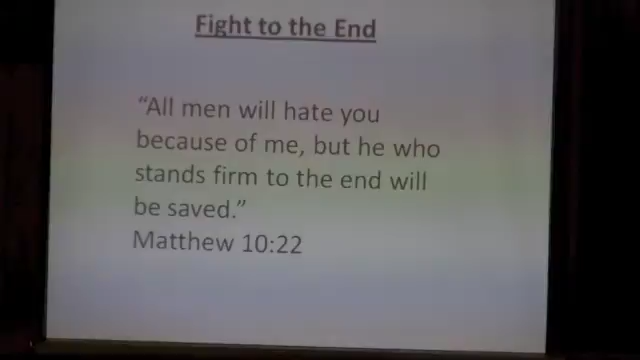 Fight to the End
“All men will hate you
because of me, but he who
stands firm to the end will
be saved.”
Matthew 10:22